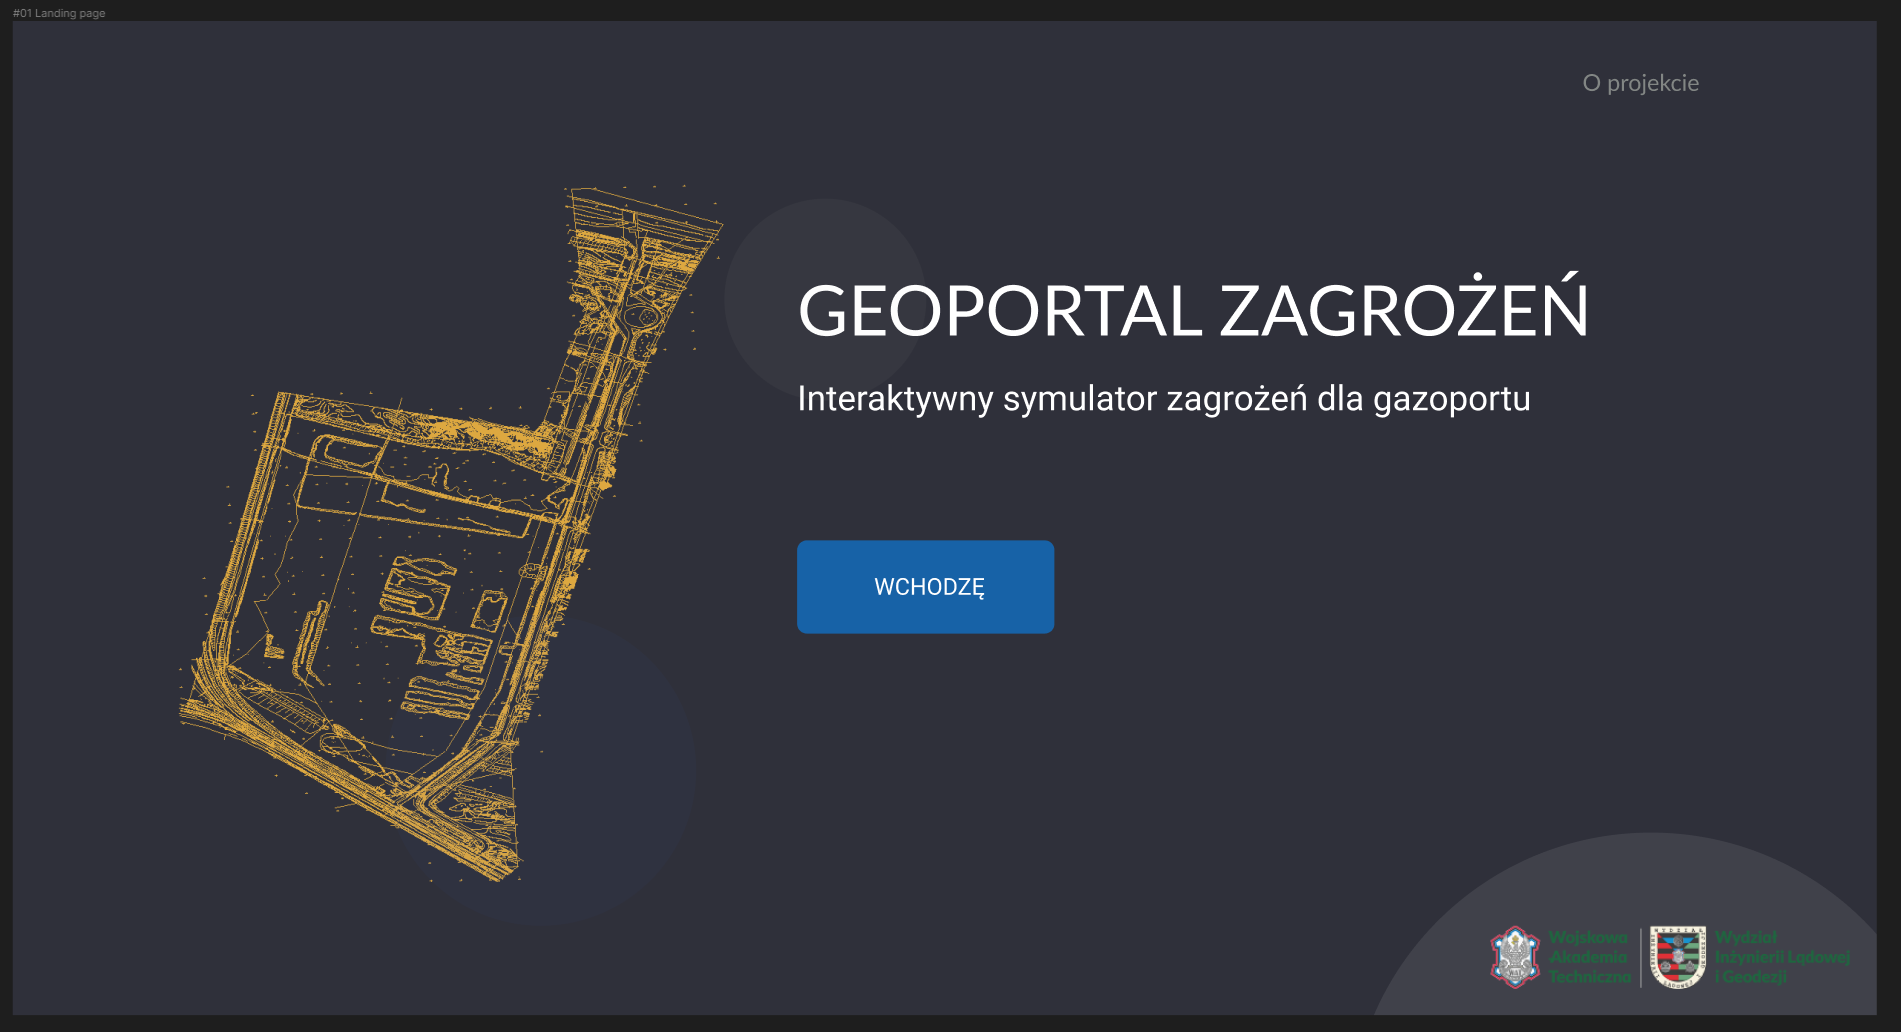 #01 Landing page
O projekcie
GEOPORTAL ZAGROŻEŃ
Interaktywny symulator zagrożeń dla gazoportu
WCHODZĘ
Wojskowa
Akademia
Techniczna
Wydział
Inżynierii Lądowej
i Geodezji